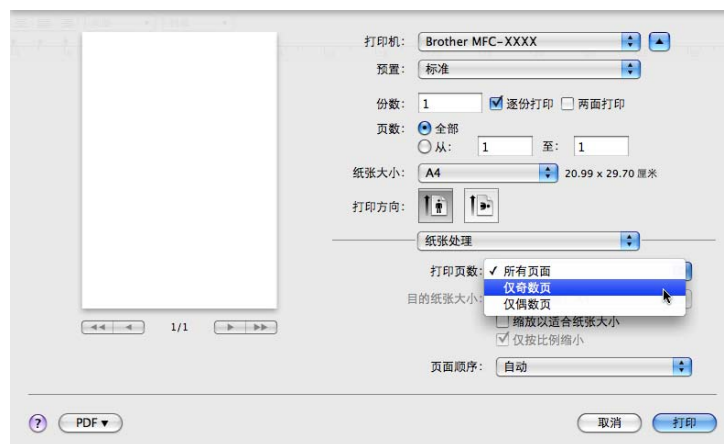 打印机: Brother MFC-XXXX
预置: 标准
份数: 1 逐份打印 两面打印
页数: 全部
从: 1 至: 1
纸张大小: A4 20.99 x 29.70 厘米
打印方向:
纸张处理
打印页数: ✓ 所有页面
仅奇数页
目的纸张大小:
仅偶数页
缩放以适合纸张大小
1/1
仅按比例缩小
页面顺序: 自动
? PDF▼ 取消 打印